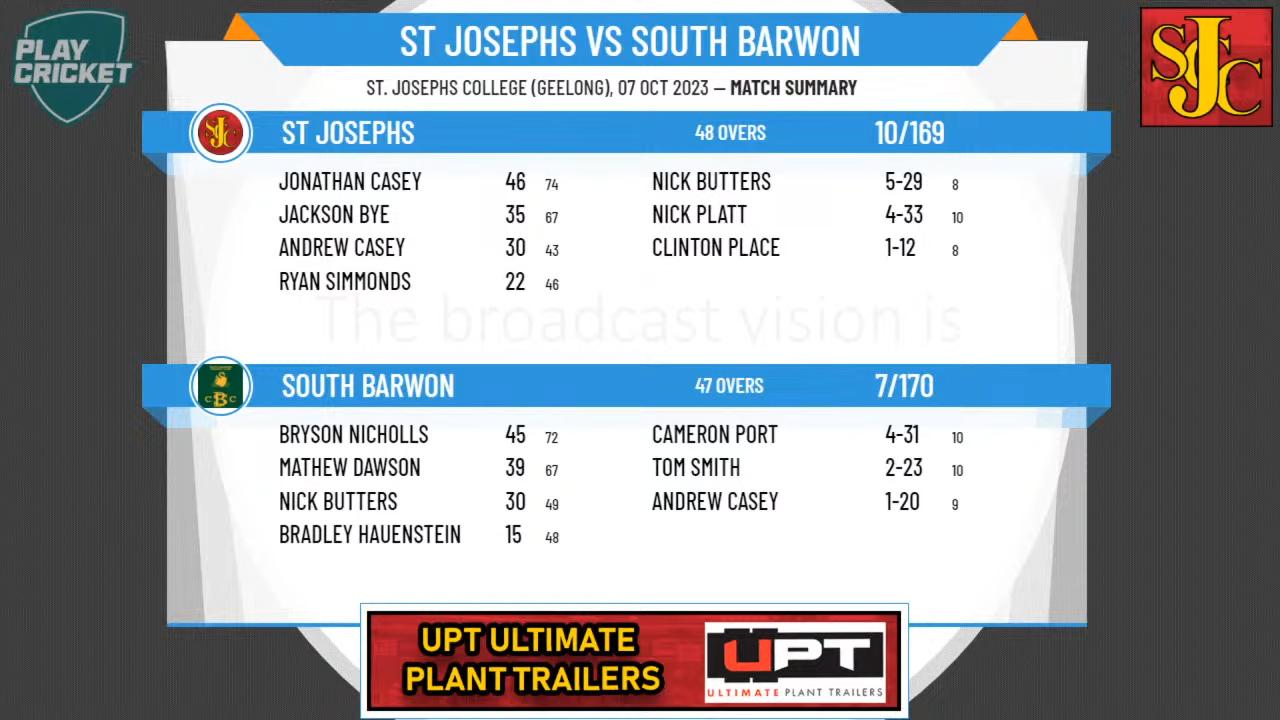 PLAY
CRICKET
ST JOSEPHS VS SOUTH BARWON
SJCC
ST. JOSEPHS COLLEGE (GEELONG), 07 OCT 2023 – MATCH SUMMARY
ST JOSEPHS 48 OVERS 10/169
JONATHAN CASEY 46 74 NICK BUTTERS 5-29 8
JACKSON BYE 35 67 NICK PLATT 4-33 10
ANDREW CASEY 30 43 CLINTON PLACE 1-12 8
RYAN SIMMONDS 22 46
The broadcast vision is
SOUTH BARWON 47 OVERS 7/170
BRYSON NICHOLLS 45 72 CAMERON PORT 4-31 10
MATHEW DAWSON 39 67 TOM SMITH 2-23 10
NICK BUTTERS 30 49 ANDREW CASEY 1-20 9
BRADLEY HAUENSTEIN 15 48
UPT ULTIMATE
PLANT TRAILERS
UPT
ULTIMATE PLANT TRAILERS